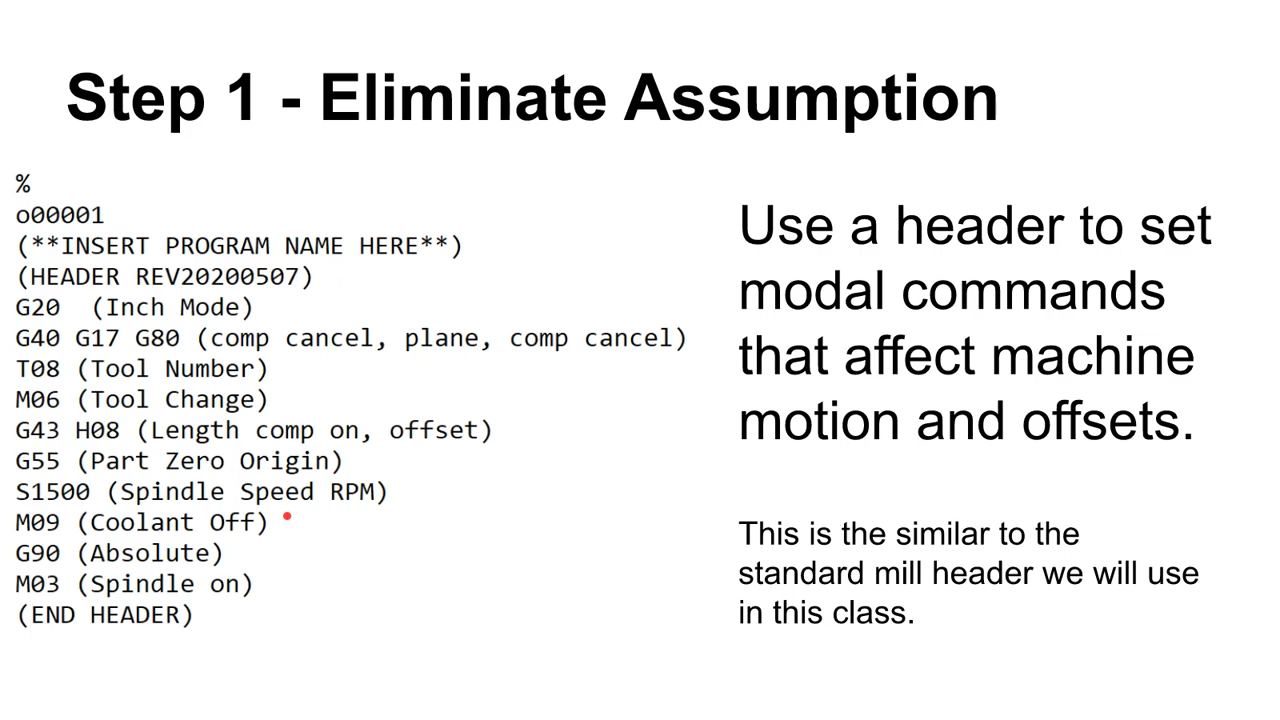 Step 1 - Eliminate Assumption
%
o00001
(**INSERT PROGRAM NAME HERE**)
(HEADER REV20200507)
G20  (Inch Mode)
G40 G17 G80 (comp cancel, plane, comp cancel)
T08 (Tool Number)
M06 (Tool Change)
G43 H08 (Length comp on, offset)
G55 (Part Zero Origin)
S1500 (Spindle Speed RPM)
M09 (Coolant Off)
G90 (Absolute)
M03 (Spindle on)
(END HEADER)
Use a header to set
modal commands
that affect machine
motion and offsets.
This is the similar to the
standard mill header we will use
in this class.